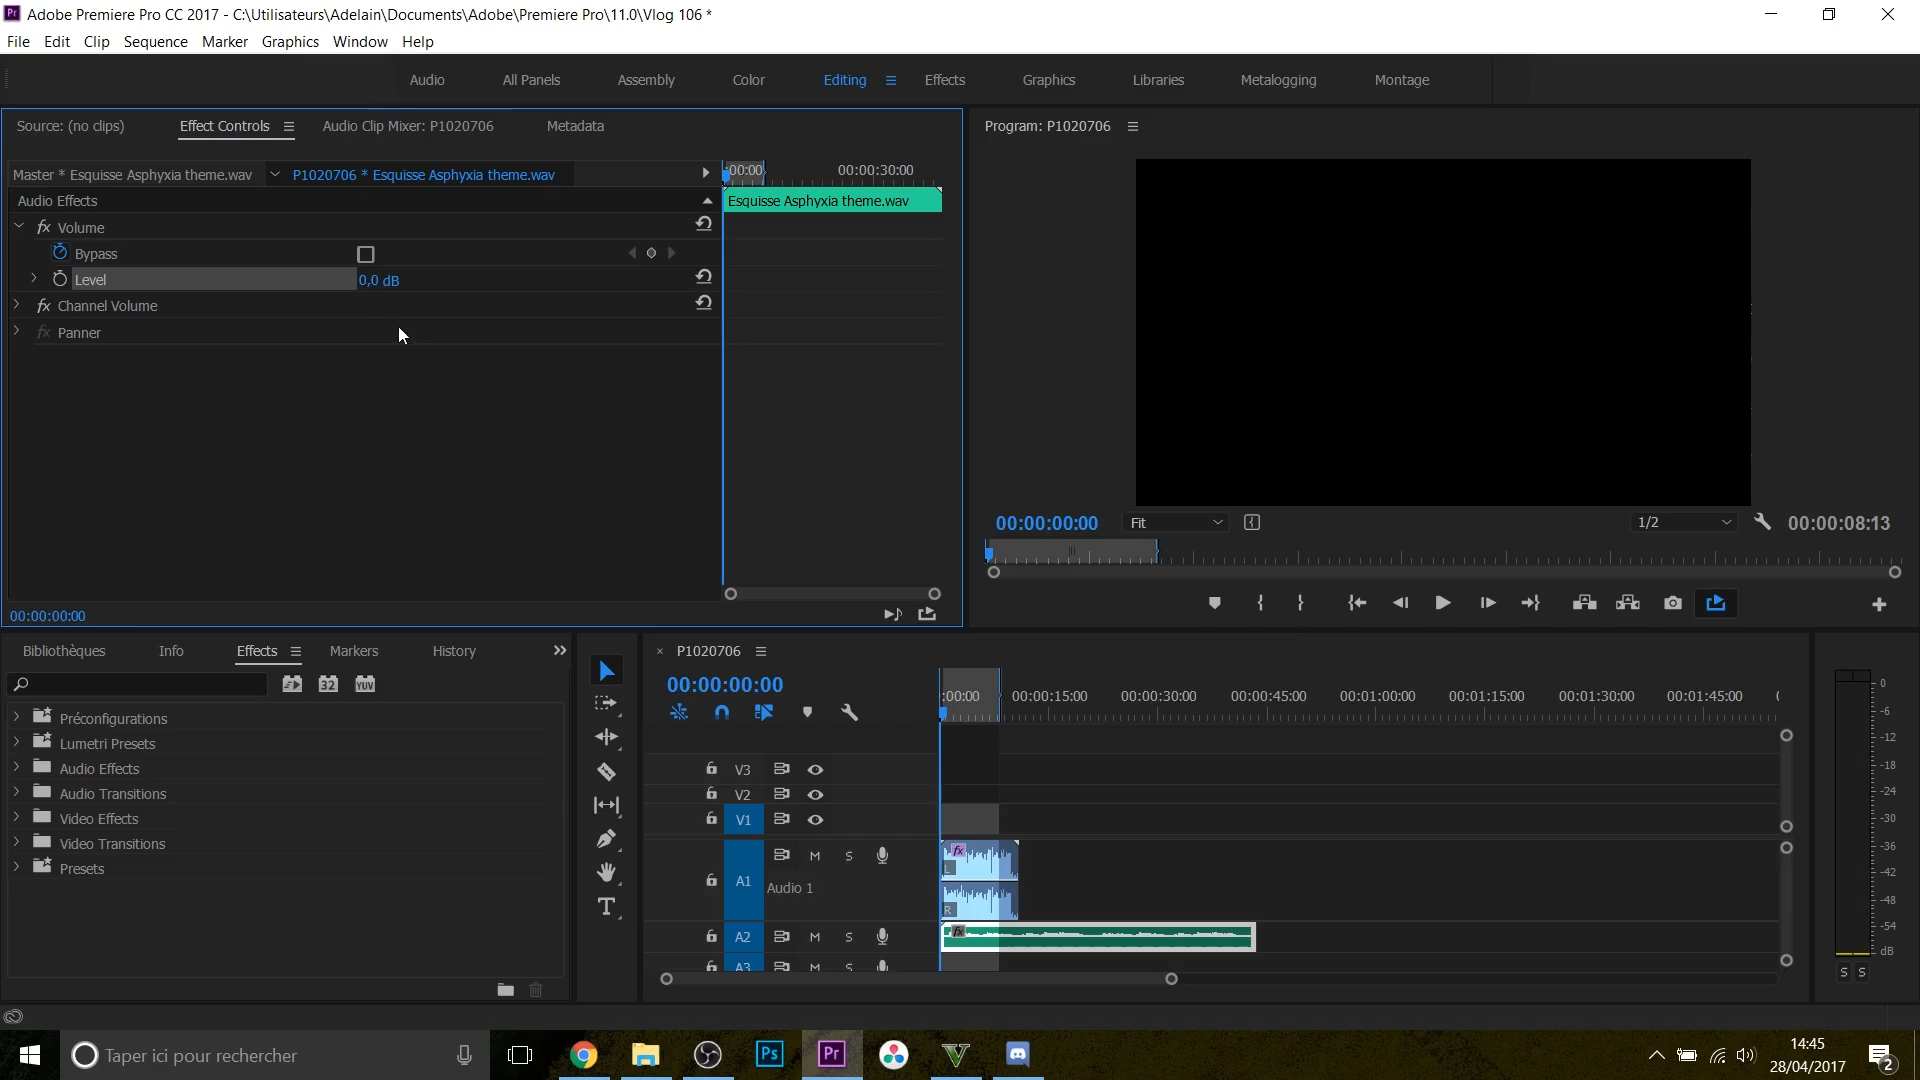 Adobe Premiere Pro CC 2017 - C:\Utilisateurs\Adelain\Documents\Adobe\Premiere Pro\11.0\Vlog 106 *
File Edit Clip Sequence Marker Graphics Window Help
Audio All Panels Assembly Color Editing Effects Graphics Libraries Metalogging Montage
Source: (no clips) Effect Controls Audio Clip Mixer: P1020706 Metadata
Program: P1020706
Master * Esquisse Asphyxia theme.wav P1020706 * Esquisse Asphyxia theme.wav
:00:00 00:00:30:00
Audio Effects
Esquisse Asphyxia theme.wav
fx Volume
Bypass
Level 0,0 dB
fx Channel Volume
fx Panner
00:00:00:00 Fit 1/2 00:00:08:13
00:00:00:00
Bibliothèques Info Effects Markers History
32 YUV
Préconfigurations
Lumetri Presets
Audio Effects
Audio Transitions
Video Effects
Video Transitions
Presets
× P1020706
00:00:00:00
:00:00 00:00:15:00 00:00:30:00 00:00:45:00 00:01:00:00 00:01:15:00 00:01:30:00 00:01:45:00
V3
V2
V1
A1 M S
Audio 1
fx
L
R
A2 M S
fx
A3 M S
0
-6
-12
-18
-24
-30
-36
-42
-48
-54
dB
S S
Taper ici pour rechercher
Ps Pr V
14:45
28/04/2017
2